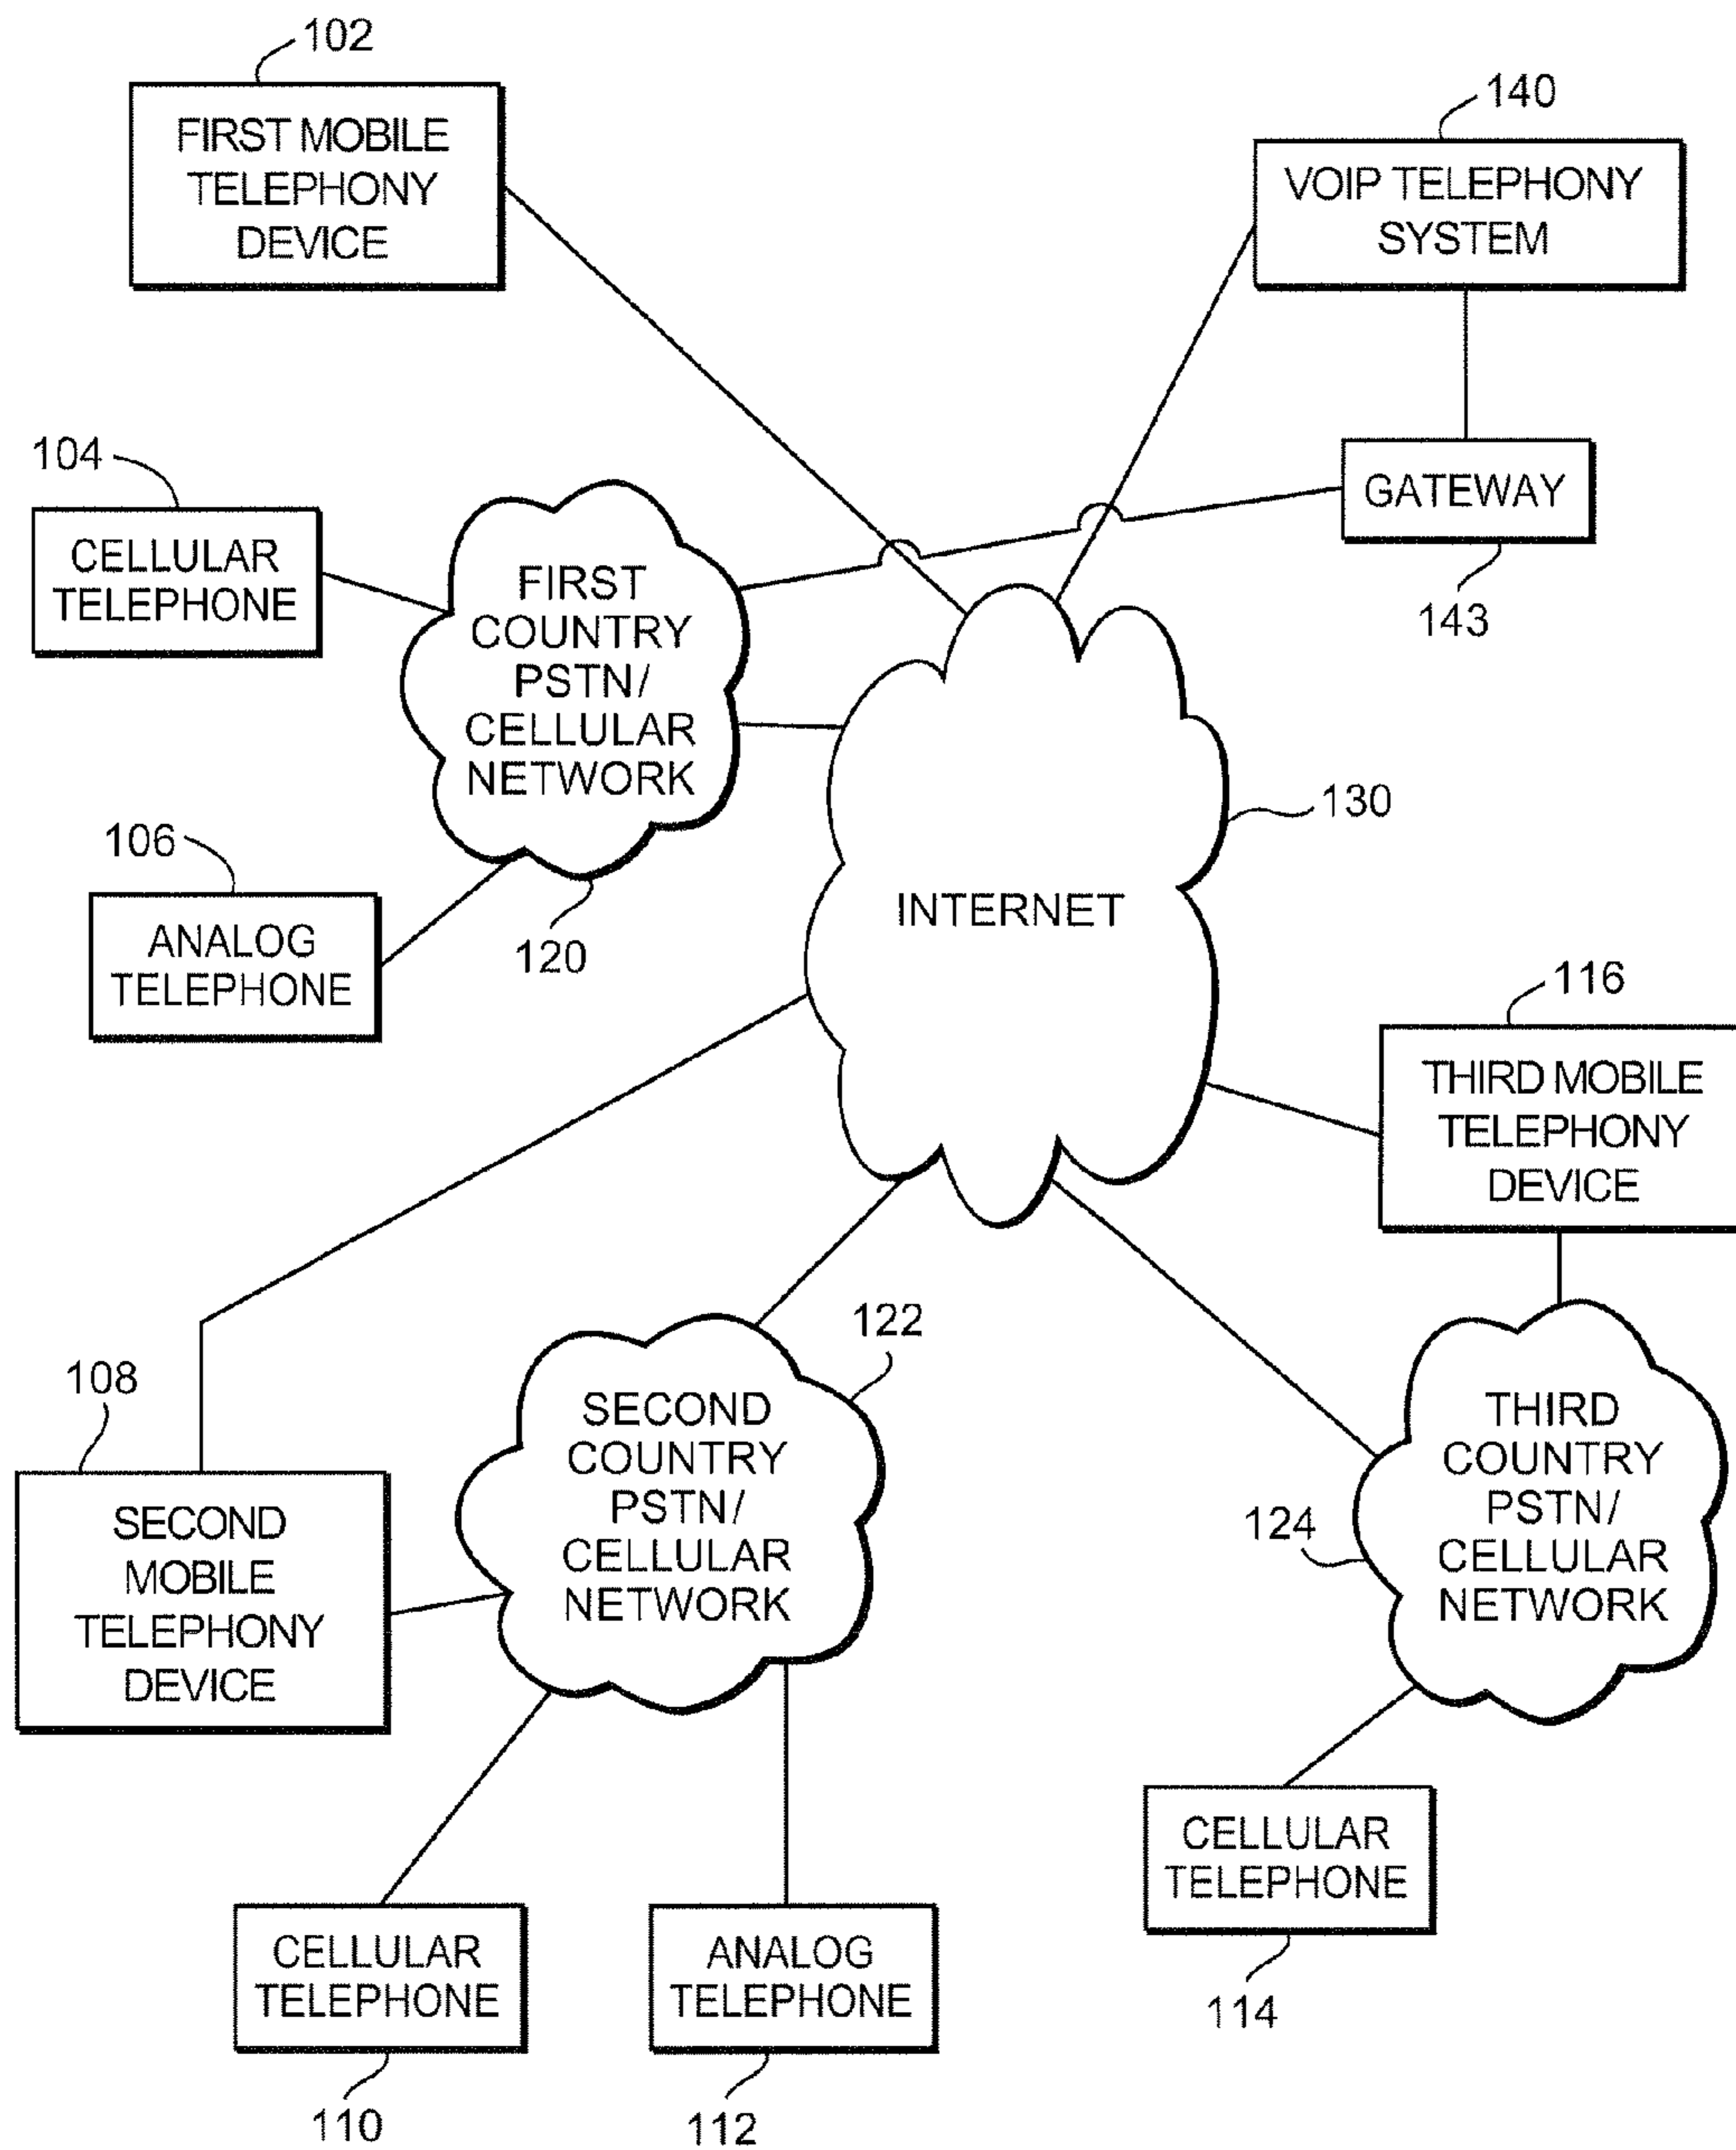 102
FIRST MOBILE
TELEPHONY
DEVICE
140
VOIP TELEPHONY
SYSTEM
104
CELLULAR
TELEPHONE
GATEWAY
143
FIRST
COUNTRY
PSTN/
CELLULAR
NETWORK
120
106
ANALOG
TELEPHONE
130
INTERNET
116
THIRD MOBILE
TELEPHONY
DEVICE
108
SECOND
MOBILE
TELEPHONY
DEVICE
122
SECOND
COUNTRY
PSTN/
CELLULAR
NETWORK
124
THIRD
COUNTRY
PSTN/
CELLULAR
NETWORK
CELLULAR
TELEPHONE
110
ANALOG
TELEPHONE
112
CELLULAR
TELEPHONE
114